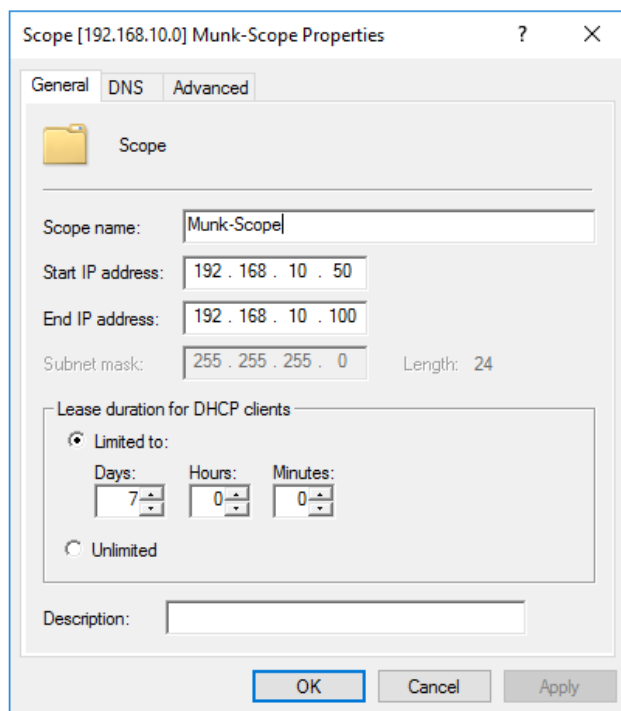 Scope [192.168.10.0] Munk-Scope Properties ?
General DNS Advanced
Scope
Scope name: Munk-Scope
Start IP address: 192 . 168 . 10 . 50
End IP address: 192 . 168 . 10 . 100
Subnet mask: 255 . 255 . 255 . 0 Length: 24
Lease duration for DHCP clients
Limited to:
Days: Hours: Minutes:
7 0 0
Unlimited
Description:
OK Cancel Apply